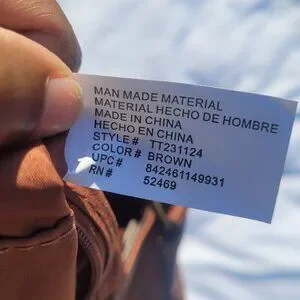 MAN MADE MATERIAL
MATERIAL HECHO DE HOMBRE
MADE IN CHINA
HECHO EN CHINA
STYLE# TT231124
COLOR# BROWN
UPC# 842461149931
RN# 52469